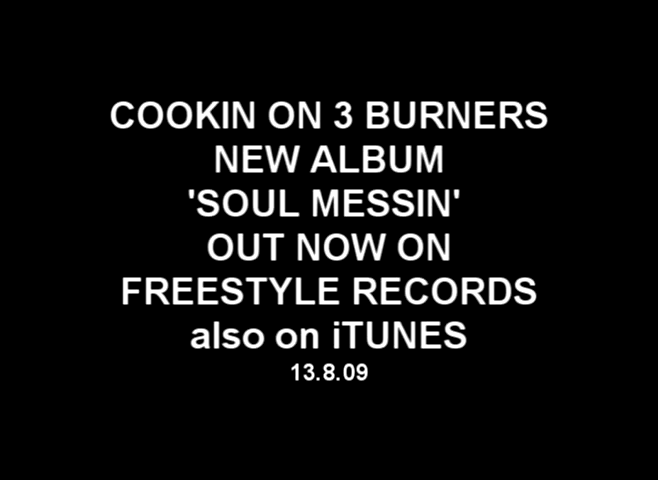 COOKIN ON 3 BURNERS
NEW ALBUM
'SOUL MESSIN'
OUT NOW ON
FREESTYLE RECORDS
also on iTUNES
13.8.09